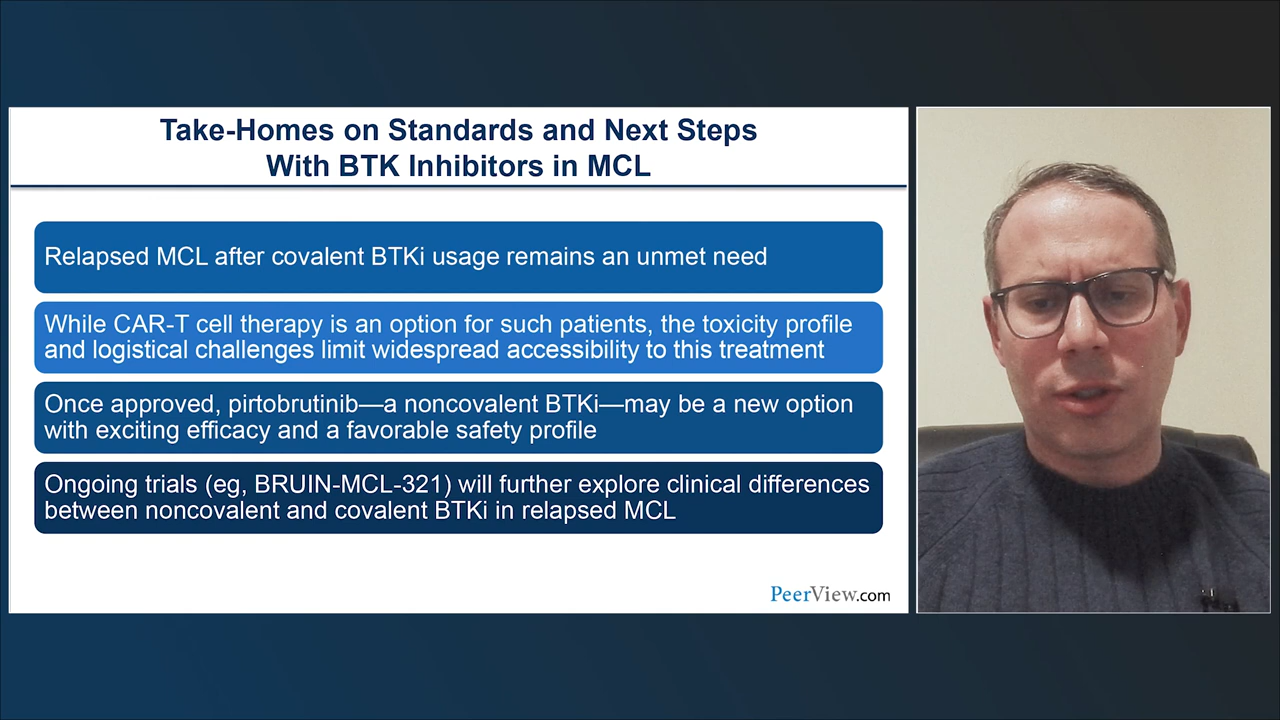 Take-Homes on Standards and Next Steps
With BTK Inhibitors in MCL
Relapsed MCL after covalent BTKi usage remains an unmet need
While CAR-T cell therapy is an option for such patients, the toxicity profile
and logistical challenges limit widespread accessibility to this treatment
Once approved, pirtobrutinib—a noncovalent BTKi—may be a new option
with exciting efficacy and a favorable safety profile
Ongoing trials (eg, BRUIN-MCL-321) will further explore clinical differences
between noncovalent and covalent BTKi in relapsed MCL
PeerView.com